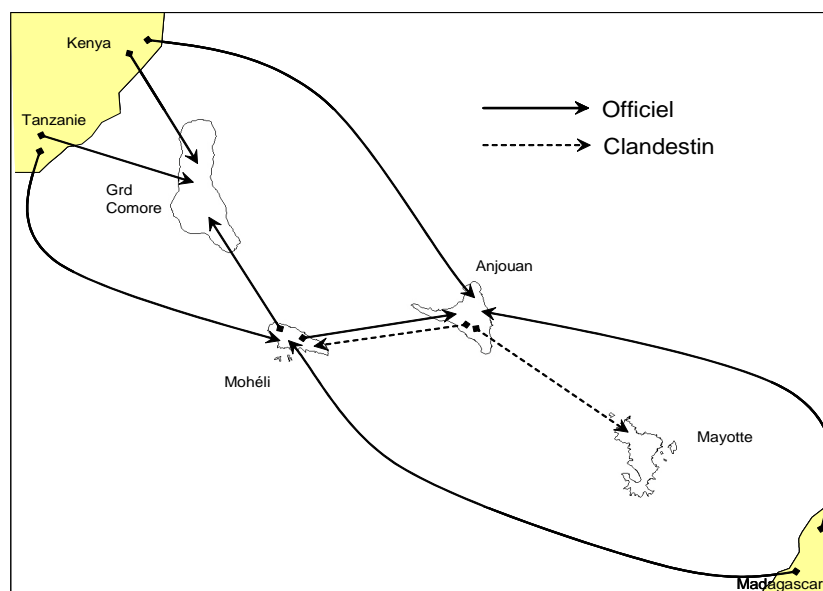 Kenya
Officiel
Tanzanie
Clandestin
Grd
Comore
Anjouan
Mohéli
Mayotte
Madagascar